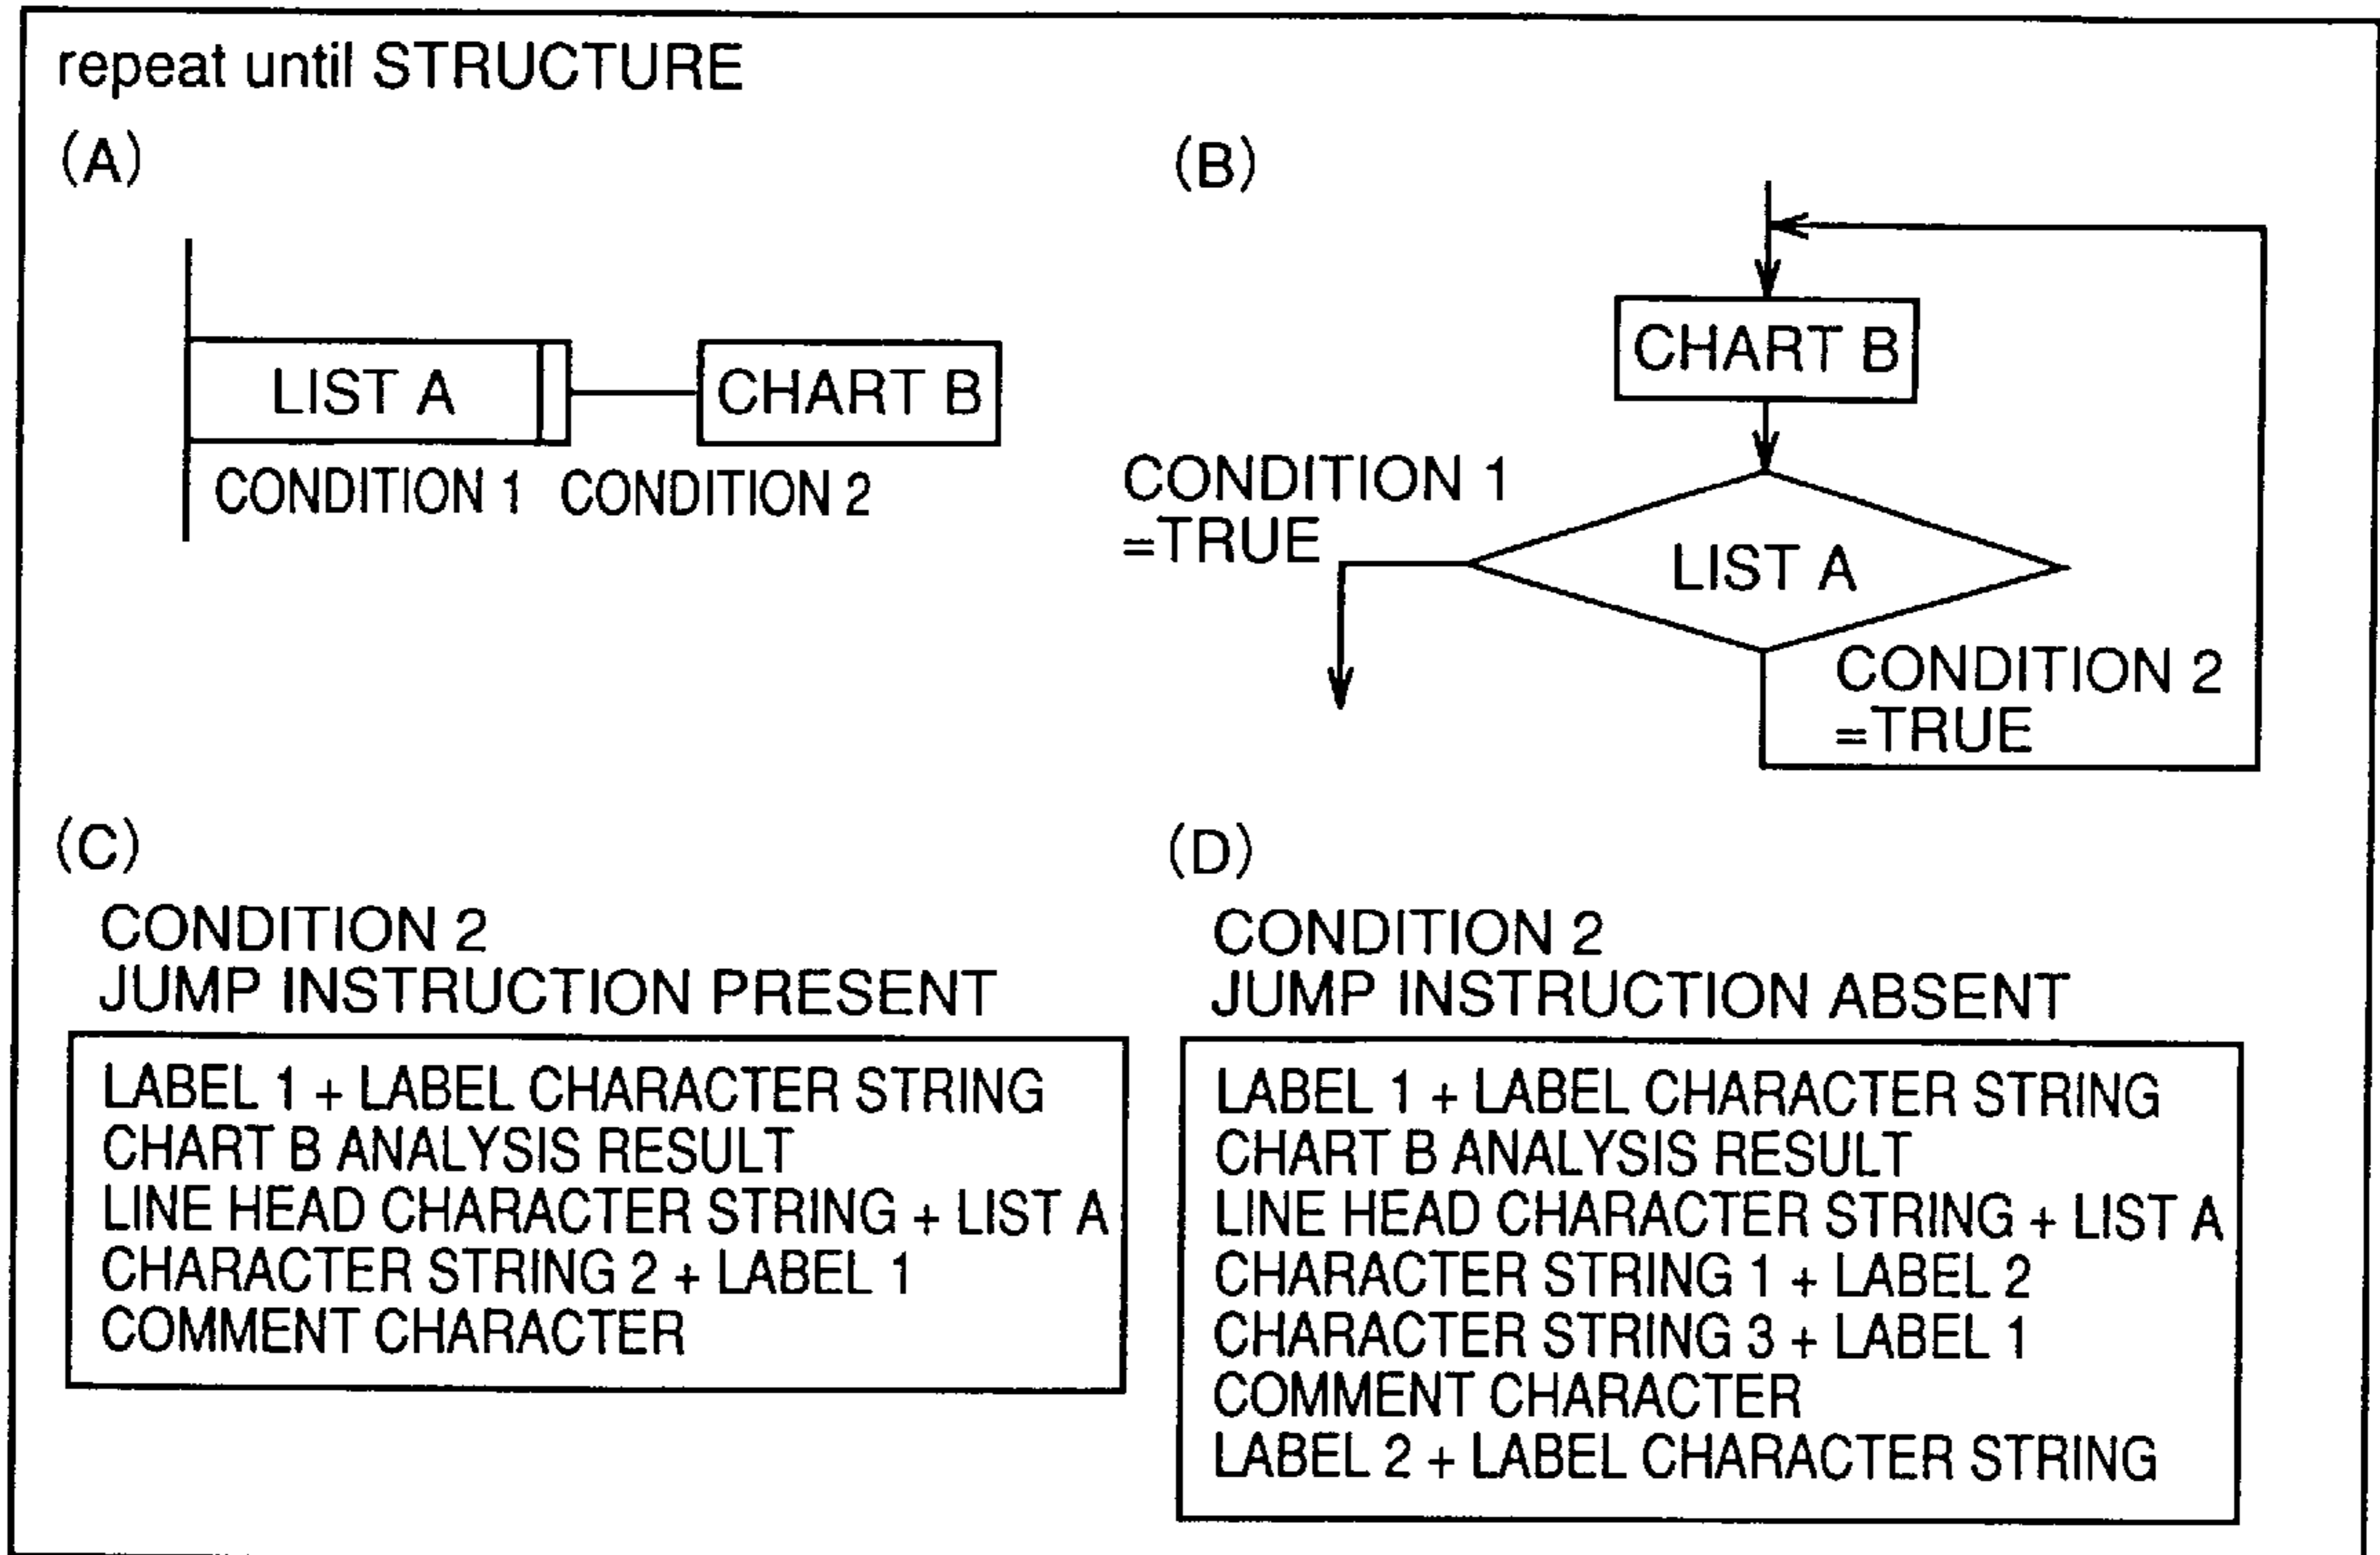 repeat until STRUCTURE
(A)
LIST A
CHART B
CONDITION 1 CONDITION 2
(B)
CHART B
CONDITION 1
=TRUE
LIST A
CONDITION 2
=TRUE
(C)
CONDITION 2
JUMP INSTRUCTION PRESENT
LABEL 1 + LABEL CHARACTER STRING
CHART B ANALYSIS RESULT
LINE HEAD CHARACTER STRING + LIST A
CHARACTER STRING 2 + LABEL 1
COMMENT CHARACTER
(D)
CONDITION 2
JUMP INSTRUCTION ABSENT
LABEL 1 + LABEL CHARACTER STRING
CHART B ANALYSIS RESULT
LINE HEAD CHARACTER STRING + LIST A
CHARACTER STRING 1 + LABEL 2
CHARACTER STRING 3 + LABEL 1
COMMENT CHARACTER
LABEL 2 + LABEL CHARACTER STRING